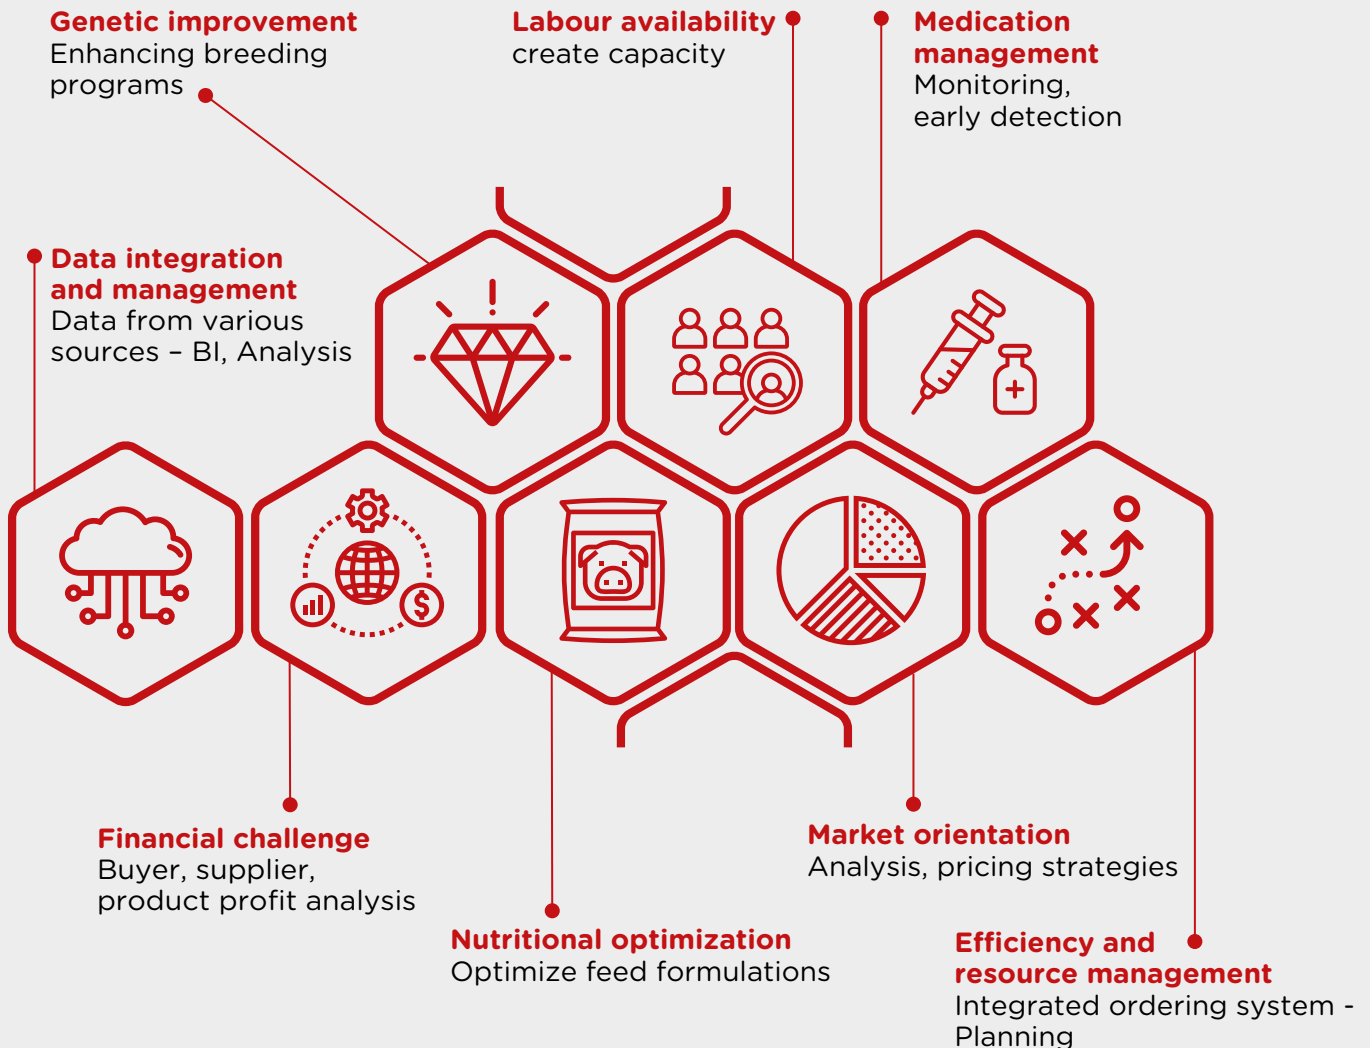 Genetic improvement
Enhancing breeding
programs
Labour availability
create capacity
Medication
management
Monitoring,
early detection
Data integration
and management
Data from various
sources – BI, Analysis
$
Financial challenge
Buyer, supplier,
product profit analysis
Market orientation
Analysis, pricing strategies
Nutritional optimization
Optimize feed formulations
Efficiency and
resource management
Integrated ordering system -
Planning